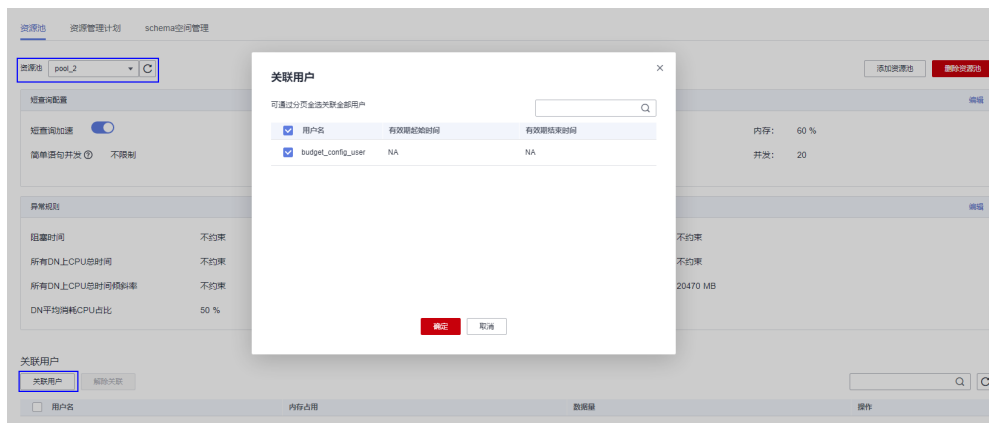 资源池 资源管理计划 schema空间管理
资源池 pool_2
添加资源池 删除资源池
短查询配置
编辑
短查询加速
内存: 60 %
简单语句并发 不限制
并发: 20
异常规则
编辑
阻塞时间 不约束
不约束
所有DN上CPU总时间 不约束
不约束
所有DN上CPU总时间倾斜率 不约束
20470 MB
DN平均消耗CPU占比 50 %
关联用户
可通过分页全选关联全部用户
用户名 有效期起始时间 有效期结束时间
budget_config_user NA NA
确定 取消
关联用户
关联用户 解除关联
用户名 内存占用 数据量 操作